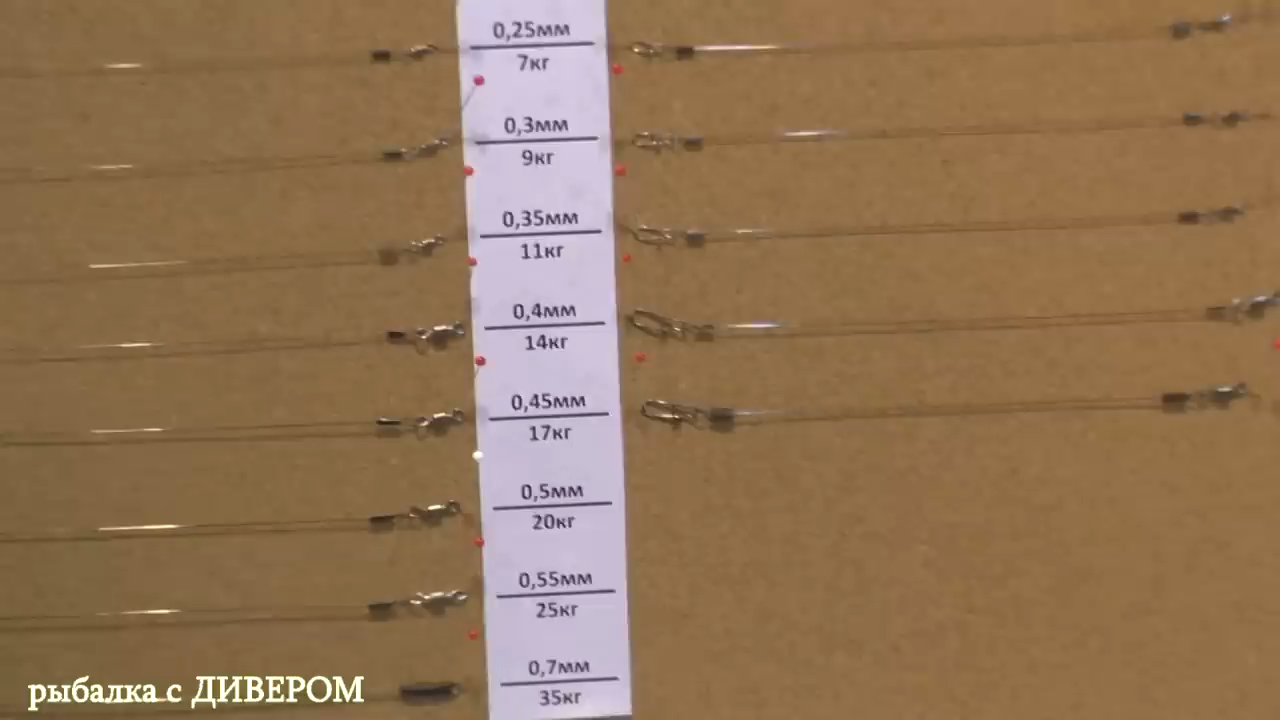 0,25мм
7кг
0,3мм
9кг
0,35мм
11кг
0,4мм
14кг
0,45мм
17кг
0,5мм
20кг
0,55мм
25кг
0,7мм
35кг
рыбалка с ДИВЕРОМ